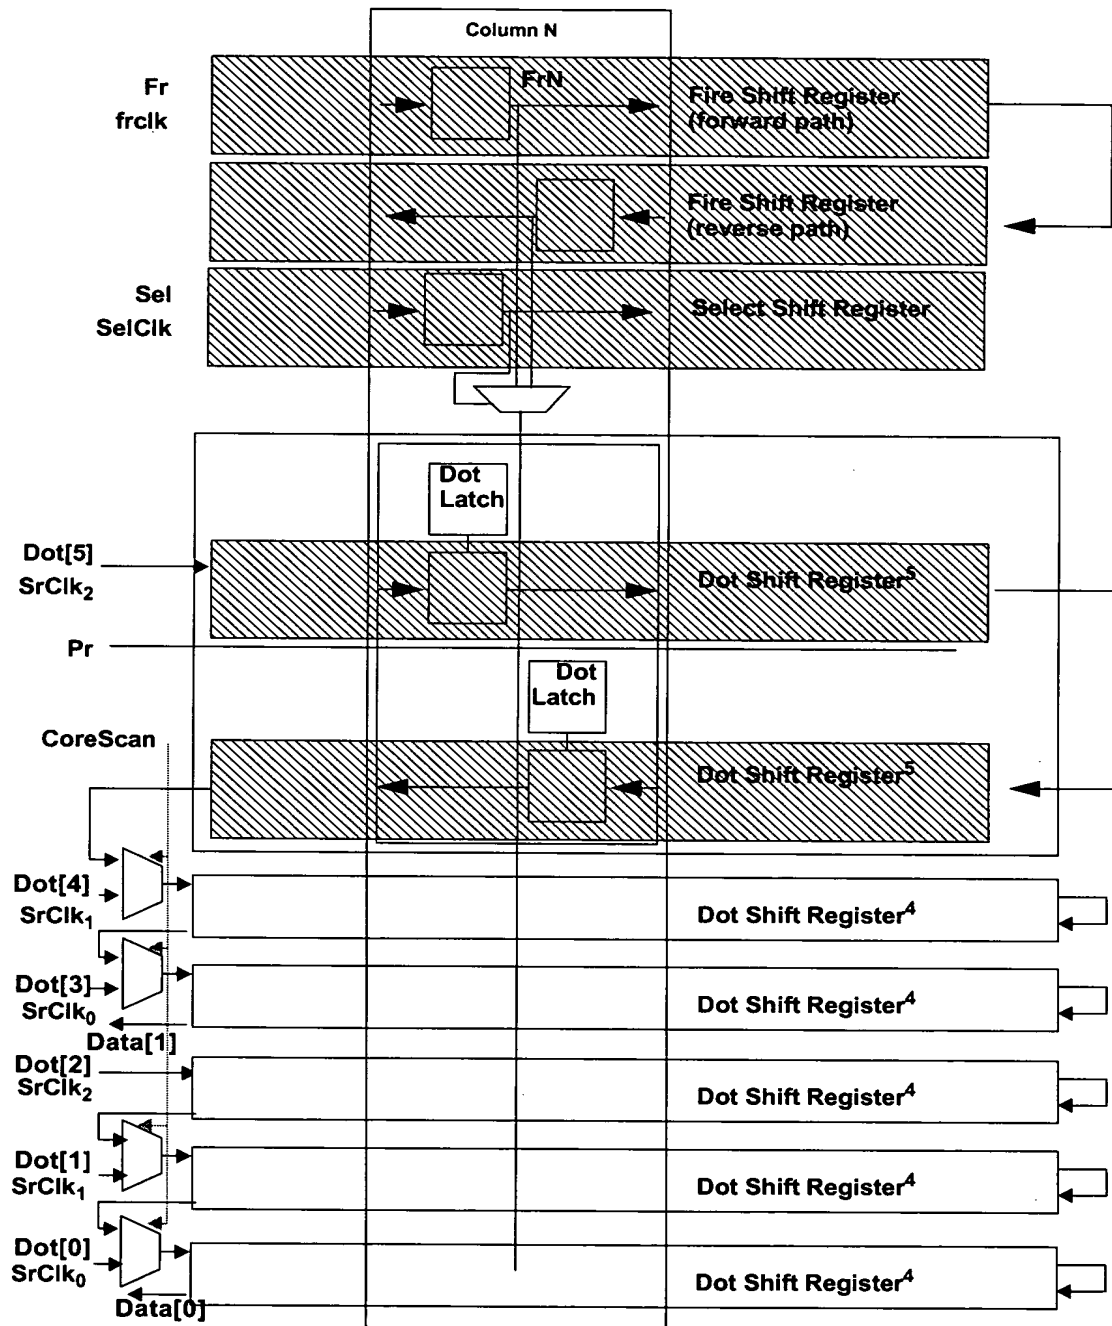 Column N
Fr
frclk
FrN
Fire Shift Register
(forward path)
Fire Shift Register
(reverse path)
Sel
SelClk
Select Shift Register
Dot
Latch
Dot[5]
SrClk2
Dot Shift Register5
Pr
Dot
Latch
CoreScan
Dot Shift Register5
Dot[4]
SrClk1
Dot Shift Register4
Dot[3]
SrClk0
Dot Shift Register4
Data[1]
Dot[2]
SrClk2
Dot Shift Register4
Dot[1]
SrClk1
Dot Shift Register4
Dot[0]
SrClk0
Dot Shift Register4
Data[0]